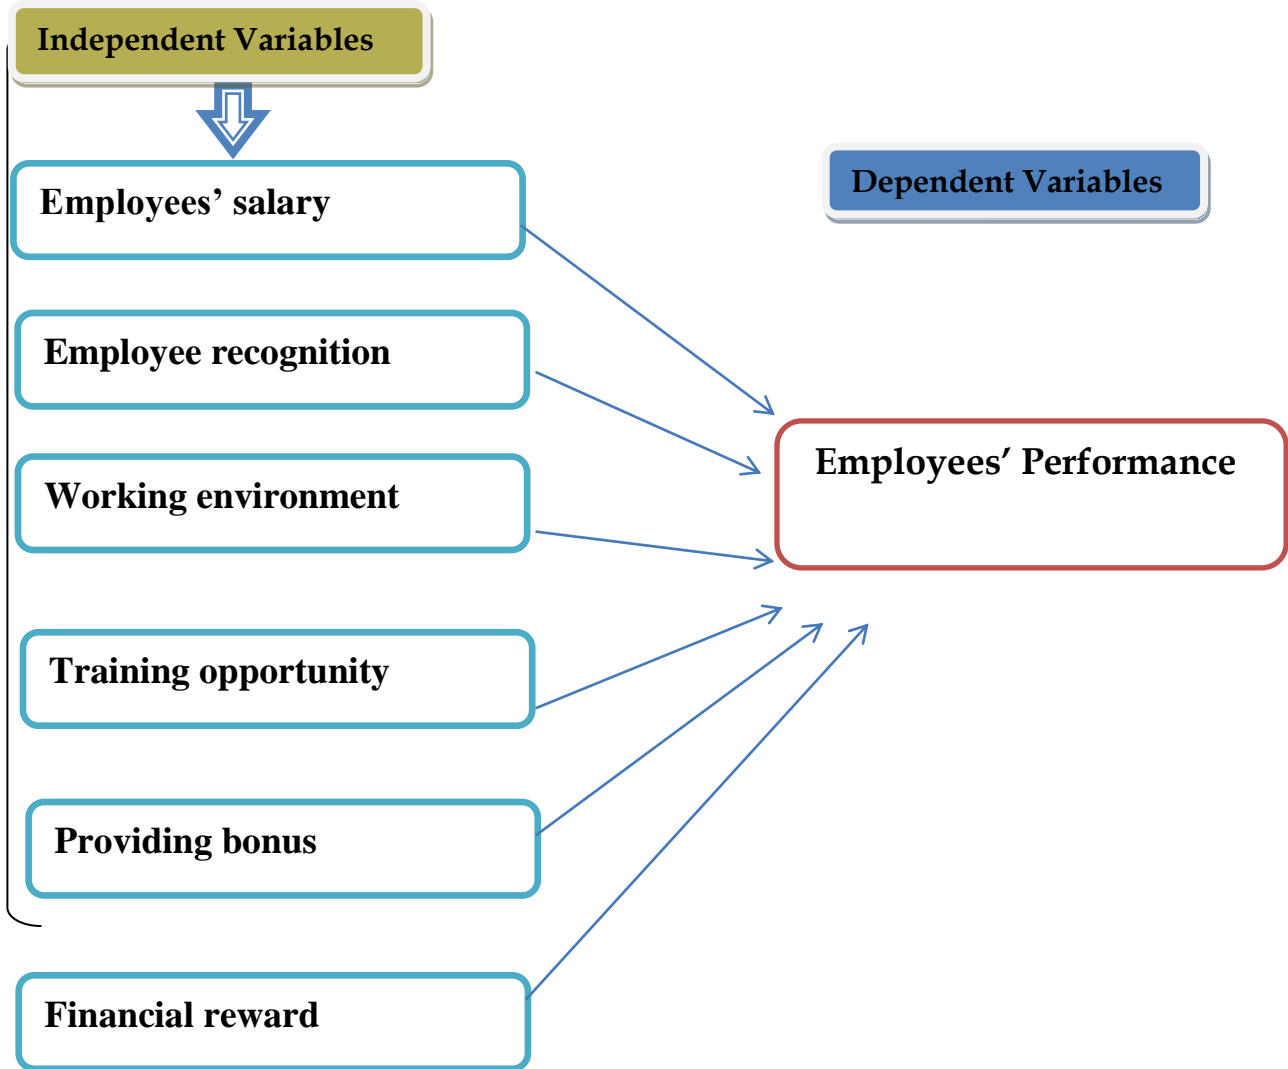 Independent Variables
Dependent Variables
Employees’ salary
Employee recognition
Employees’ Performance
Working environment
Training opportunity
Providing bonus
Financial reward